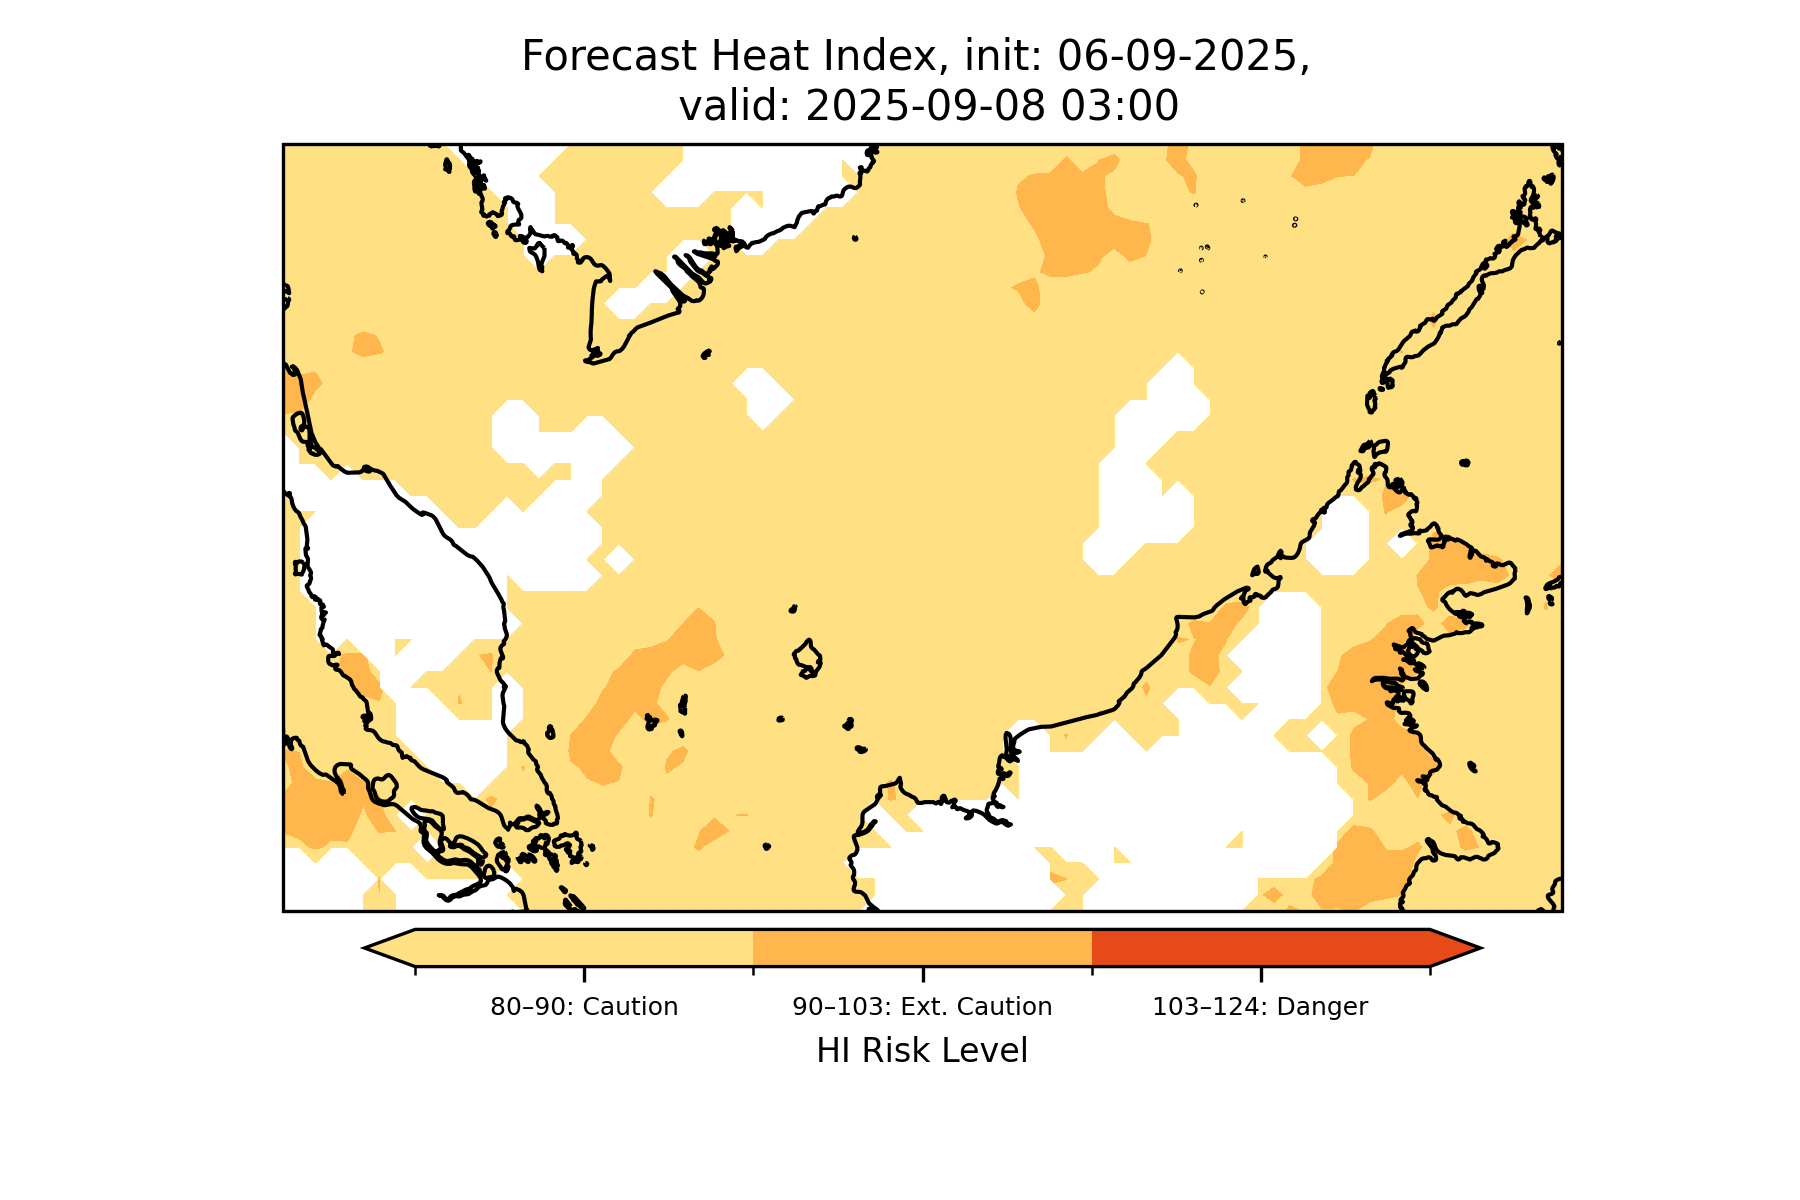 Forecast Heat Index, init: 06-09-2025,
valid: 2025-09-08 03:00
80–90: Caution
90–103: Ext. Caution
103–124: Danger
HI Risk Level